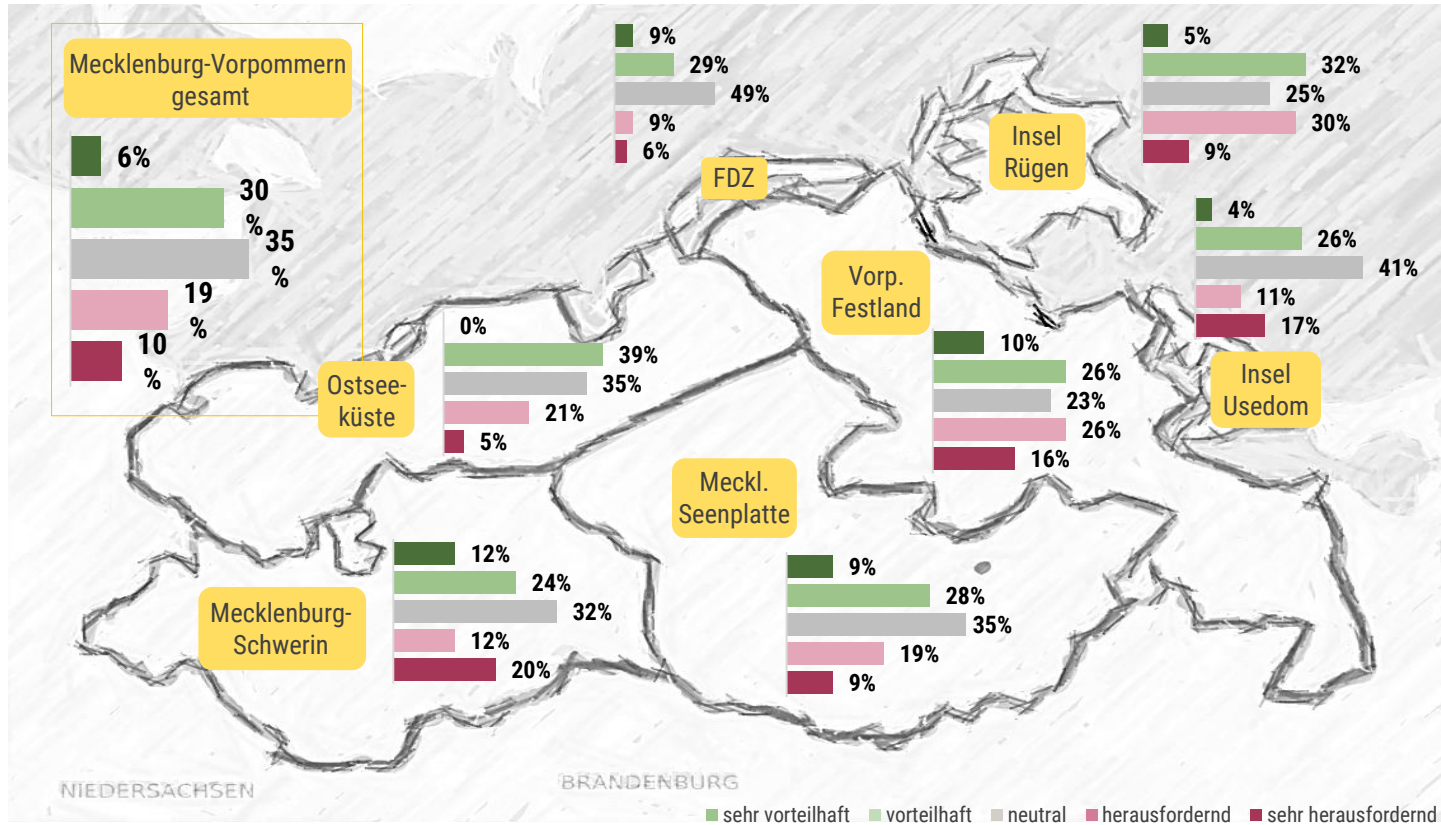 Mecklenburg-Vorpommern
gesamt
6%
30
%
35
%
19
%
10
%
9%
29%
49%
9%
6%
FDZ
5%
32%
25%
30%
9%
Insel
Rügen
4%
26%
41%
11%
17%
Insel
Usedom
Vorp.
Festland
10%
26%
23%
26%
16%
0%
39%
35%
21%
5%
Ostsee-
küste
Meckl.
Seenplatte
9%
28%
35%
19%
9%
Mecklenburg-
Schwerin
12%
24%
32%
12%
20%
NIEDERSACHSEN
BRANDENBURG
sehr vorteilhaft vorteilhaft neutral herausfordernd sehr herausfordernd